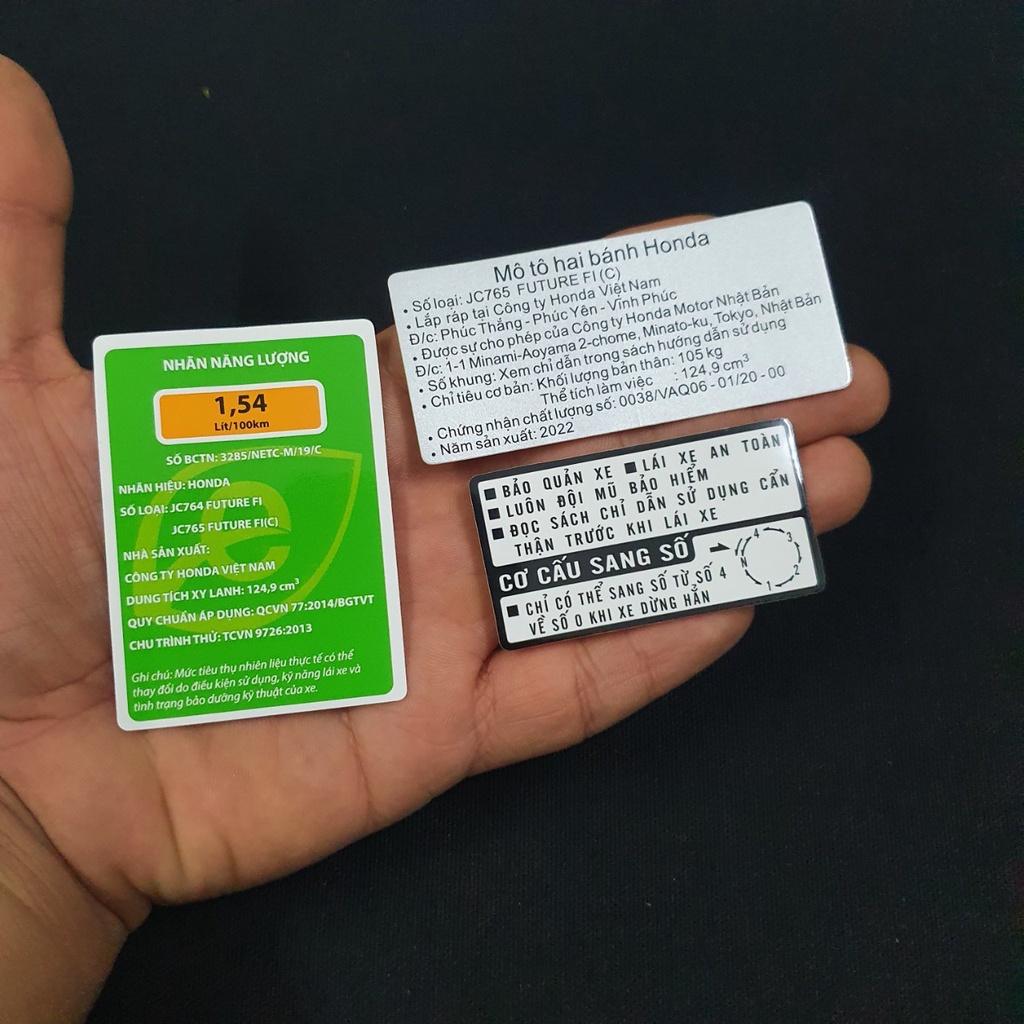 NHÃN NĂNG LƯỢNG
1,54
Lít/100km
SỐ BCTN: 3285/NETC-M/19/C
NHÃN HIỆU: HONDA
SỐ LOẠI: JC764 FUTURE FI
JC765 FUTURE FI(C)
NHÀ SẢN XUẤT:
CÔNG TY HONDA VIỆT NAM
DUNG TÍCH XY LANH: 124,9 cm³
QUY CHUẨN ÁP DỤNG: QCVN 77:2014/BGTVT
CHU TRÌNH THỬ: TCVN 9726:2013
Ghi chú: Mức tiêu thụ nhiên liệu thực tế có thể
thay đổi do điều kiện sử dụng, kỹ năng lái xe và
tình trạng bảo dưỡng kỹ thuật của xe.
Mô tô hai bánh Honda
• Số loại: JC765 FUTURE FI (C)
• Lắp ráp tại Công ty Honda Việt Nam
Đ/c: Phúc Thắng - Phúc Yên - Vĩnh Phúc
• Được sự cho phép của Công ty Honda Motor Nhật Bản
Đ/c: 1-1 Minami-Aoyama 2-chome, Minato-ku, Tokyo, Nhật Bản
• Số khung: Xem chỉ dẫn trong sách hướng dẫn sử dụng
• Chỉ tiêu cơ bản: Khối lượng bản thân: 105 kg
Thể tích làm việc : 124,9 cm³
• Chứng nhận chất lượng số: 0038/VAQ06 - 01/20 - 00
• Năm sản xuất: 2022
■ BẢO QUẢN XE ■ LÁI XE AN TOÀN
■ LUÔN ĐỘI MŨ BẢO HIỂM
■ ĐỌC SÁCH CHỈ DẪN SỬ DỤNG CẨN
THẬN TRƯỚC KHI LÁI XE
CƠ CẤU SANG SỐ
N 4 3 2 1
■ CHỈ CÓ THỂ SANG SỐ TỪ SỐ 4
VỀ SỐ 0 KHI XE DỪNG HẲN